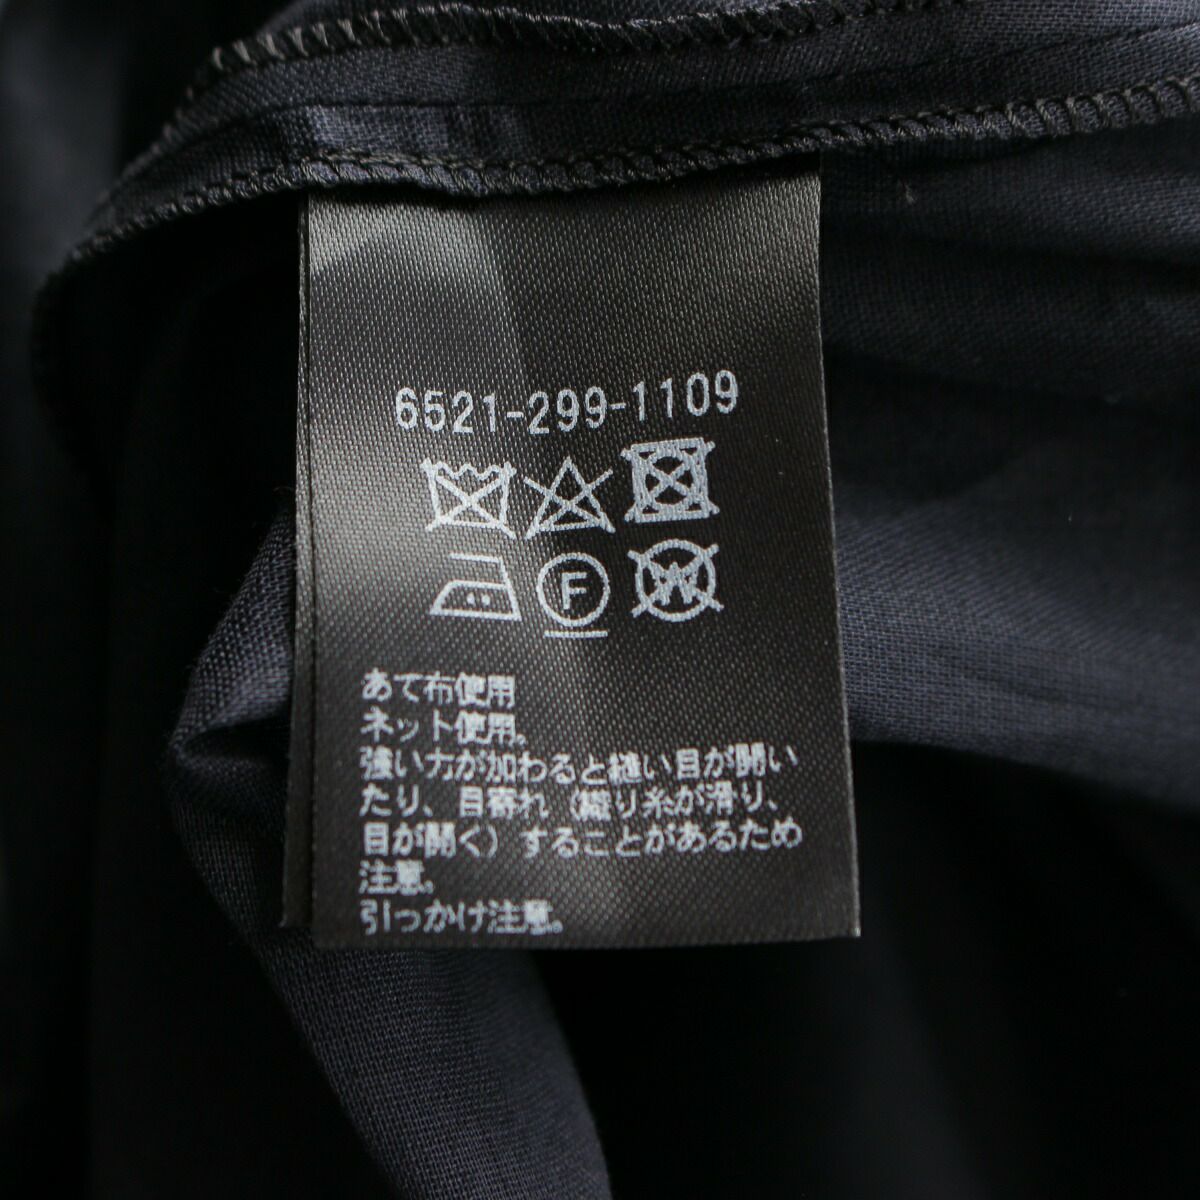 6521-299-1109
F
W
あて布使用
ネット使用。
強い力が加わると縫い目が開い
たり、目寄れ（織り糸が滑り、
目が開く）することがあるため
注意。
引っかけ注意。